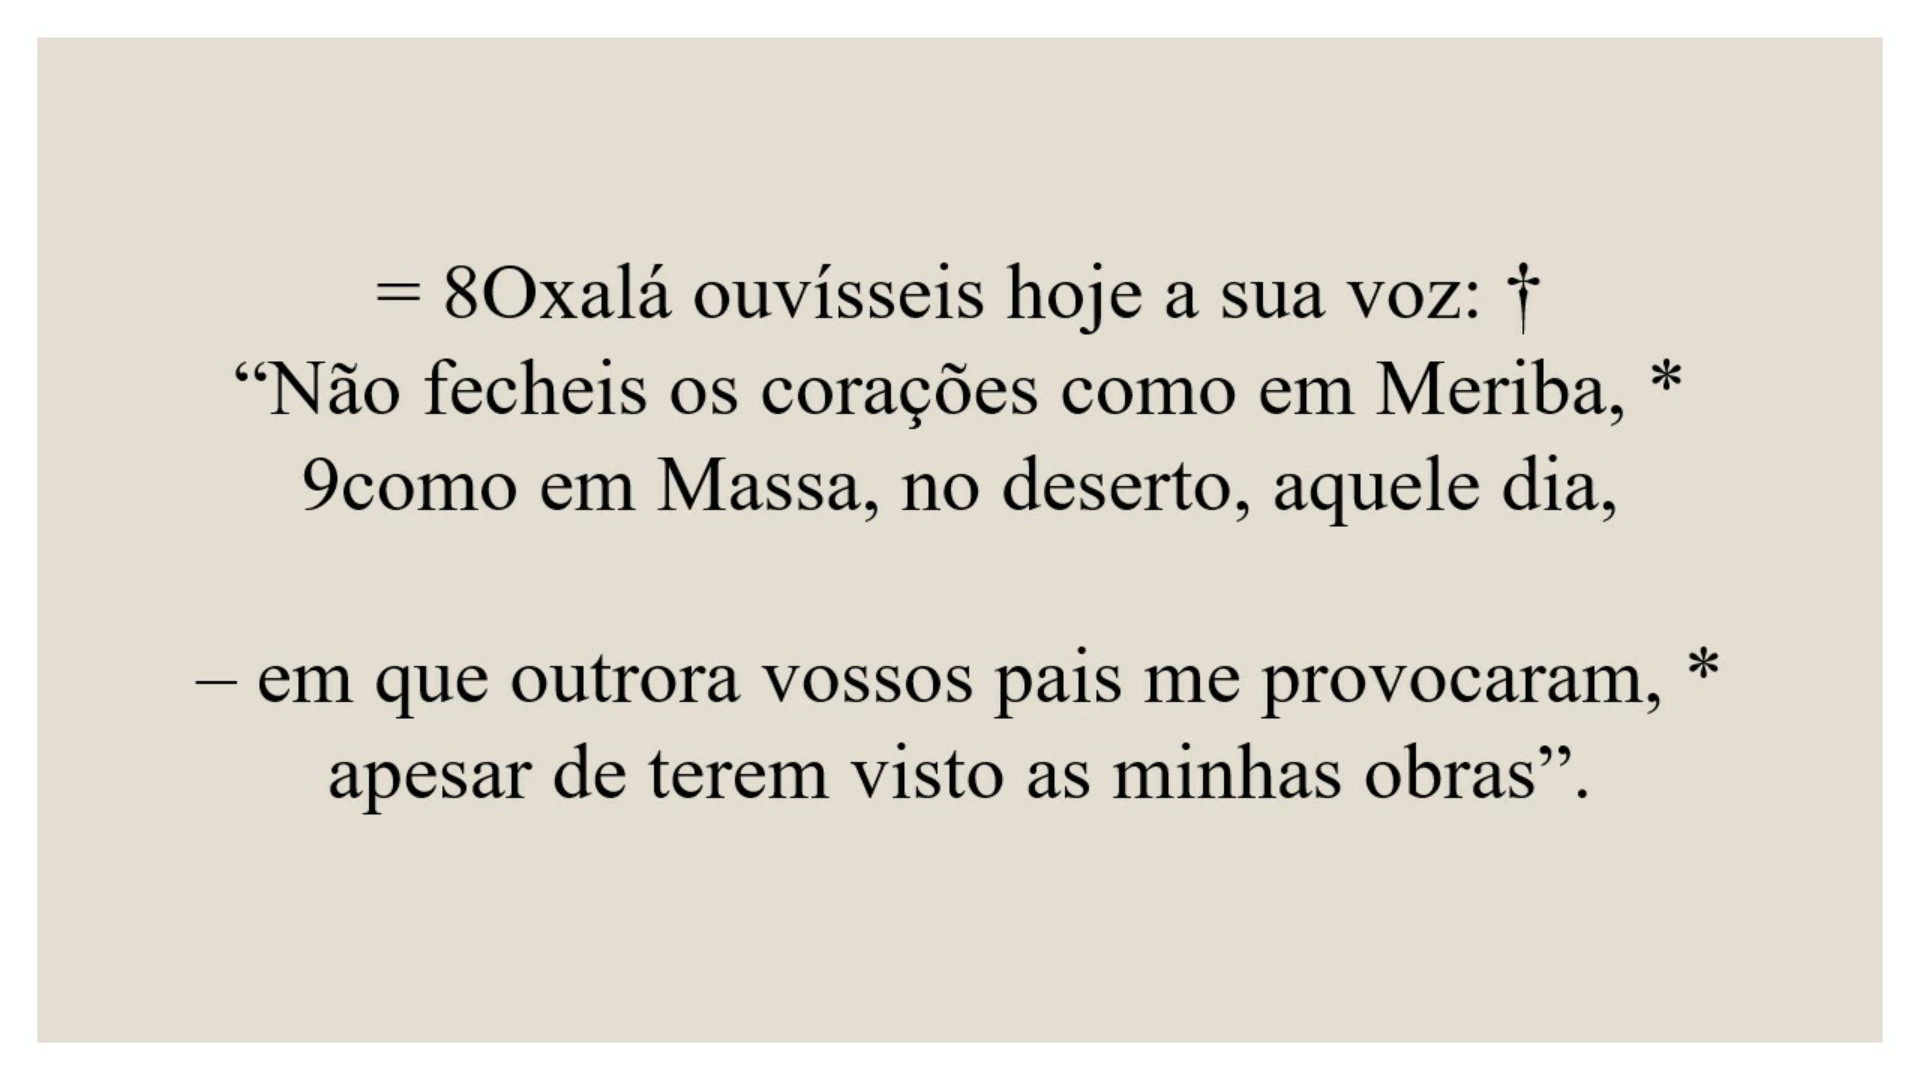 = 8Oxalá ouvísseis hoje a sua voz: †
“Não fecheis os corações como em Meriba, *
9como em Massa, no deserto, aquele dia,
– em que outrora vossos pais me provocaram, *
apesar de terem visto as minhas obras”.